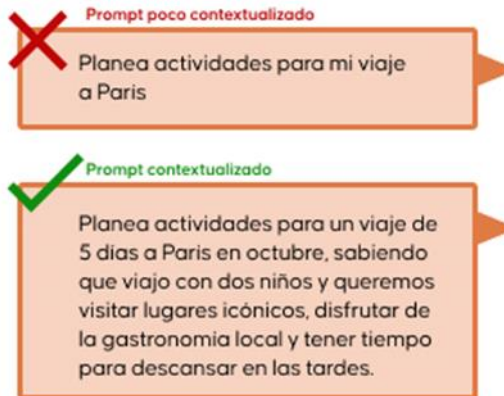 Prompt poco contextualizado
Planea actividades para mi viaje
a Paris
Prompt contextualizado
Planea actividades para un viaje de
5 días a Paris en octubre, sabiendo
que viajo con dos niños y queremos
visitar lugares icónicos, disfrutar de
la gastronomia local y tener tiempo
para descansar en las tardes.